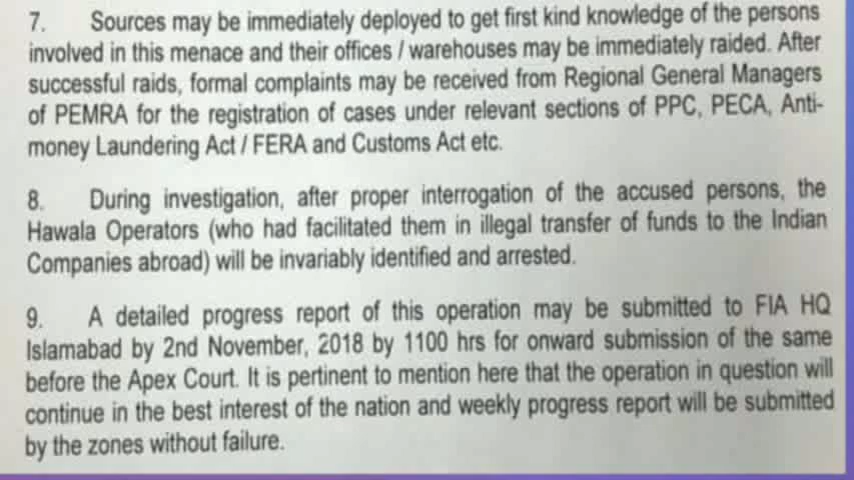 7. Sources may be immediately deployed to get first kind knowledge of the persons
involved in this menace and their offices / warehouses may be immediately raided. After
successful raids, formal complaints may be received from Regional General Managers
of PEMRA for the registration of cases under relevant sections of PPC, PECA, Anti-
money Laundering Act / FERA and Customs Act etc.
8. During investigation, after proper interrogation of the accused persons, the
Hawala Operators (who had facilitated them in illegal transfer of funds to the Indian
Companies abroad) will be invariably identified and arrested.
9. A detailed progress report of this operation may be submitted to FIA HQ
Islamabad by 2nd November, 2018 by 1100 hrs for onward submission of the same
before the Apex Court. It is pertinent to mention here that the operation in question will
continue in the best interest of the nation and weekly progress report will be submitted
by the zones without failure.